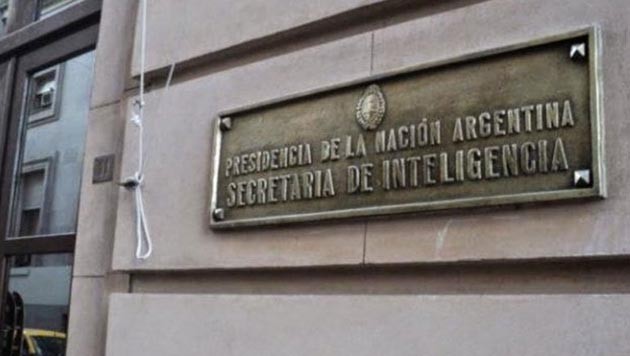 PRESIDENCIA DE LA NACIÓN ARGENTINA
SECRETARIA DE INTELIGENCIA